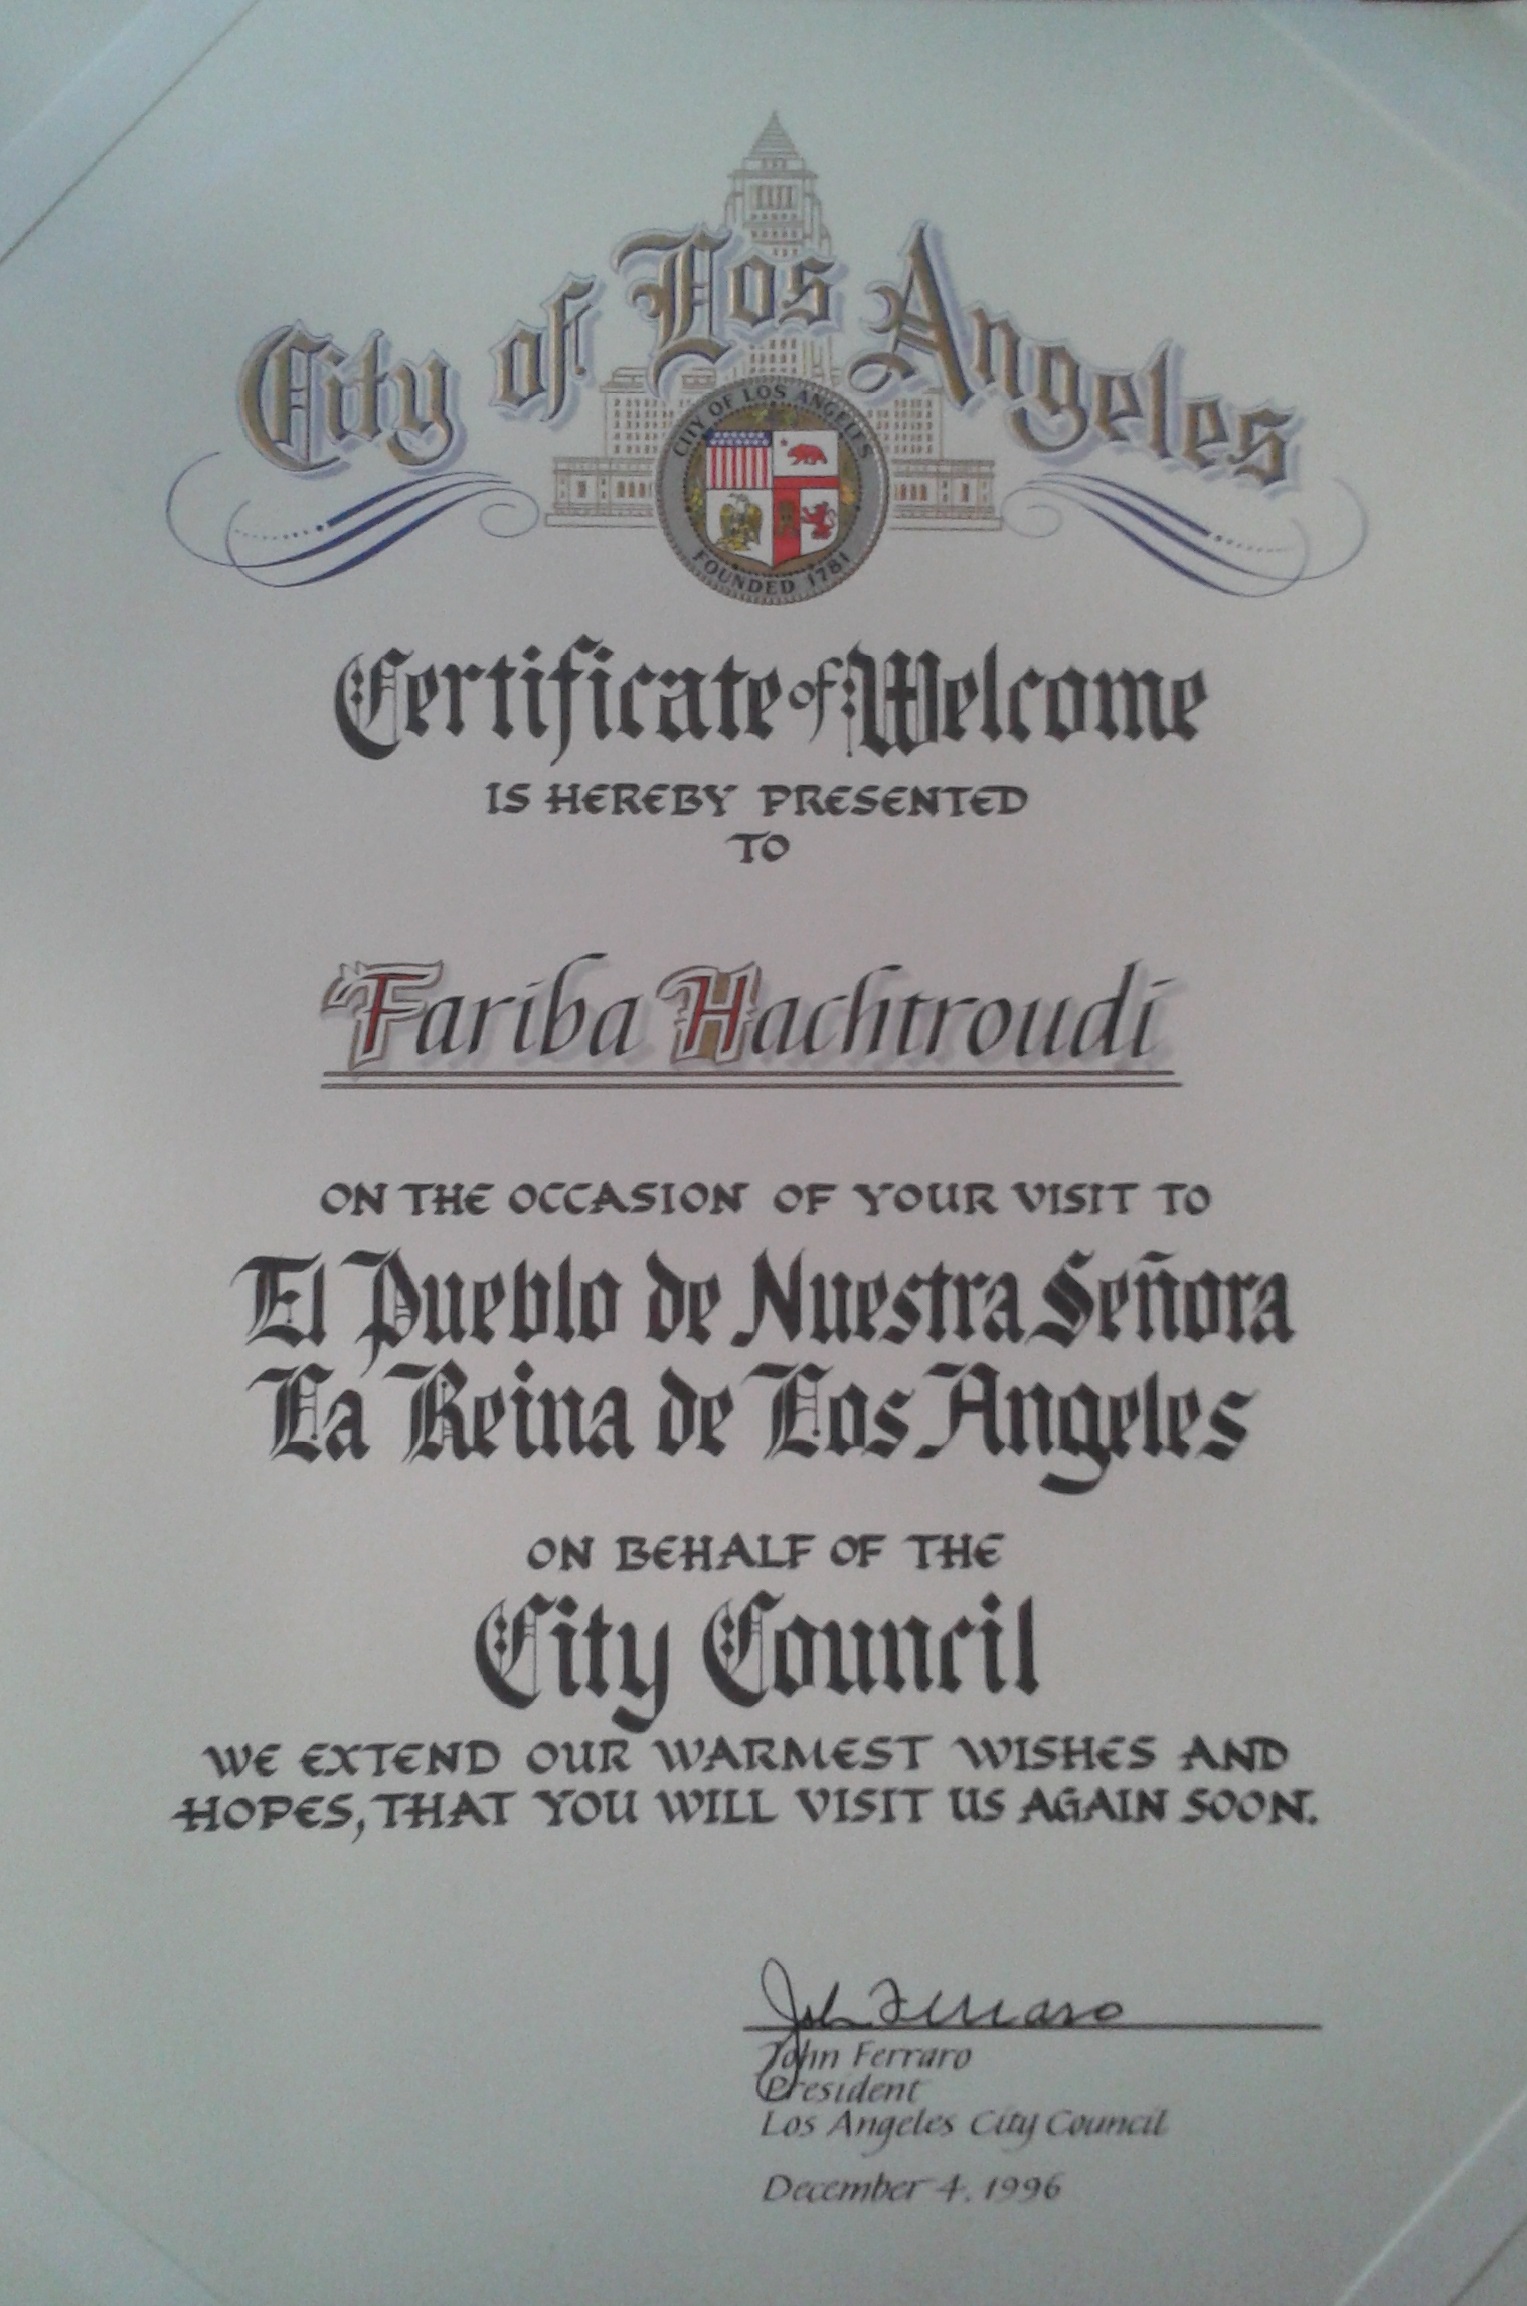 City of Los Angeles
CITY OF LOS ANGELES
FOUNDED 1781
Certificate of Welcome
IS HEREBY PRESENTED
TO
Fariba Hachtroudi
ON THE OCCASION OF YOUR VISIT TO
El Pueblo de Nuestra Señora
La Reina de Los Angeles
ON BEHALF OF THE
City Council
WE EXTEND OUR WARMEST WISHES AND
HOPES, THAT YOU WILL VISIT US AGAIN SOON.
John Ferraro
John Ferraro
President
Los Angeles City Council
December 4, 1996